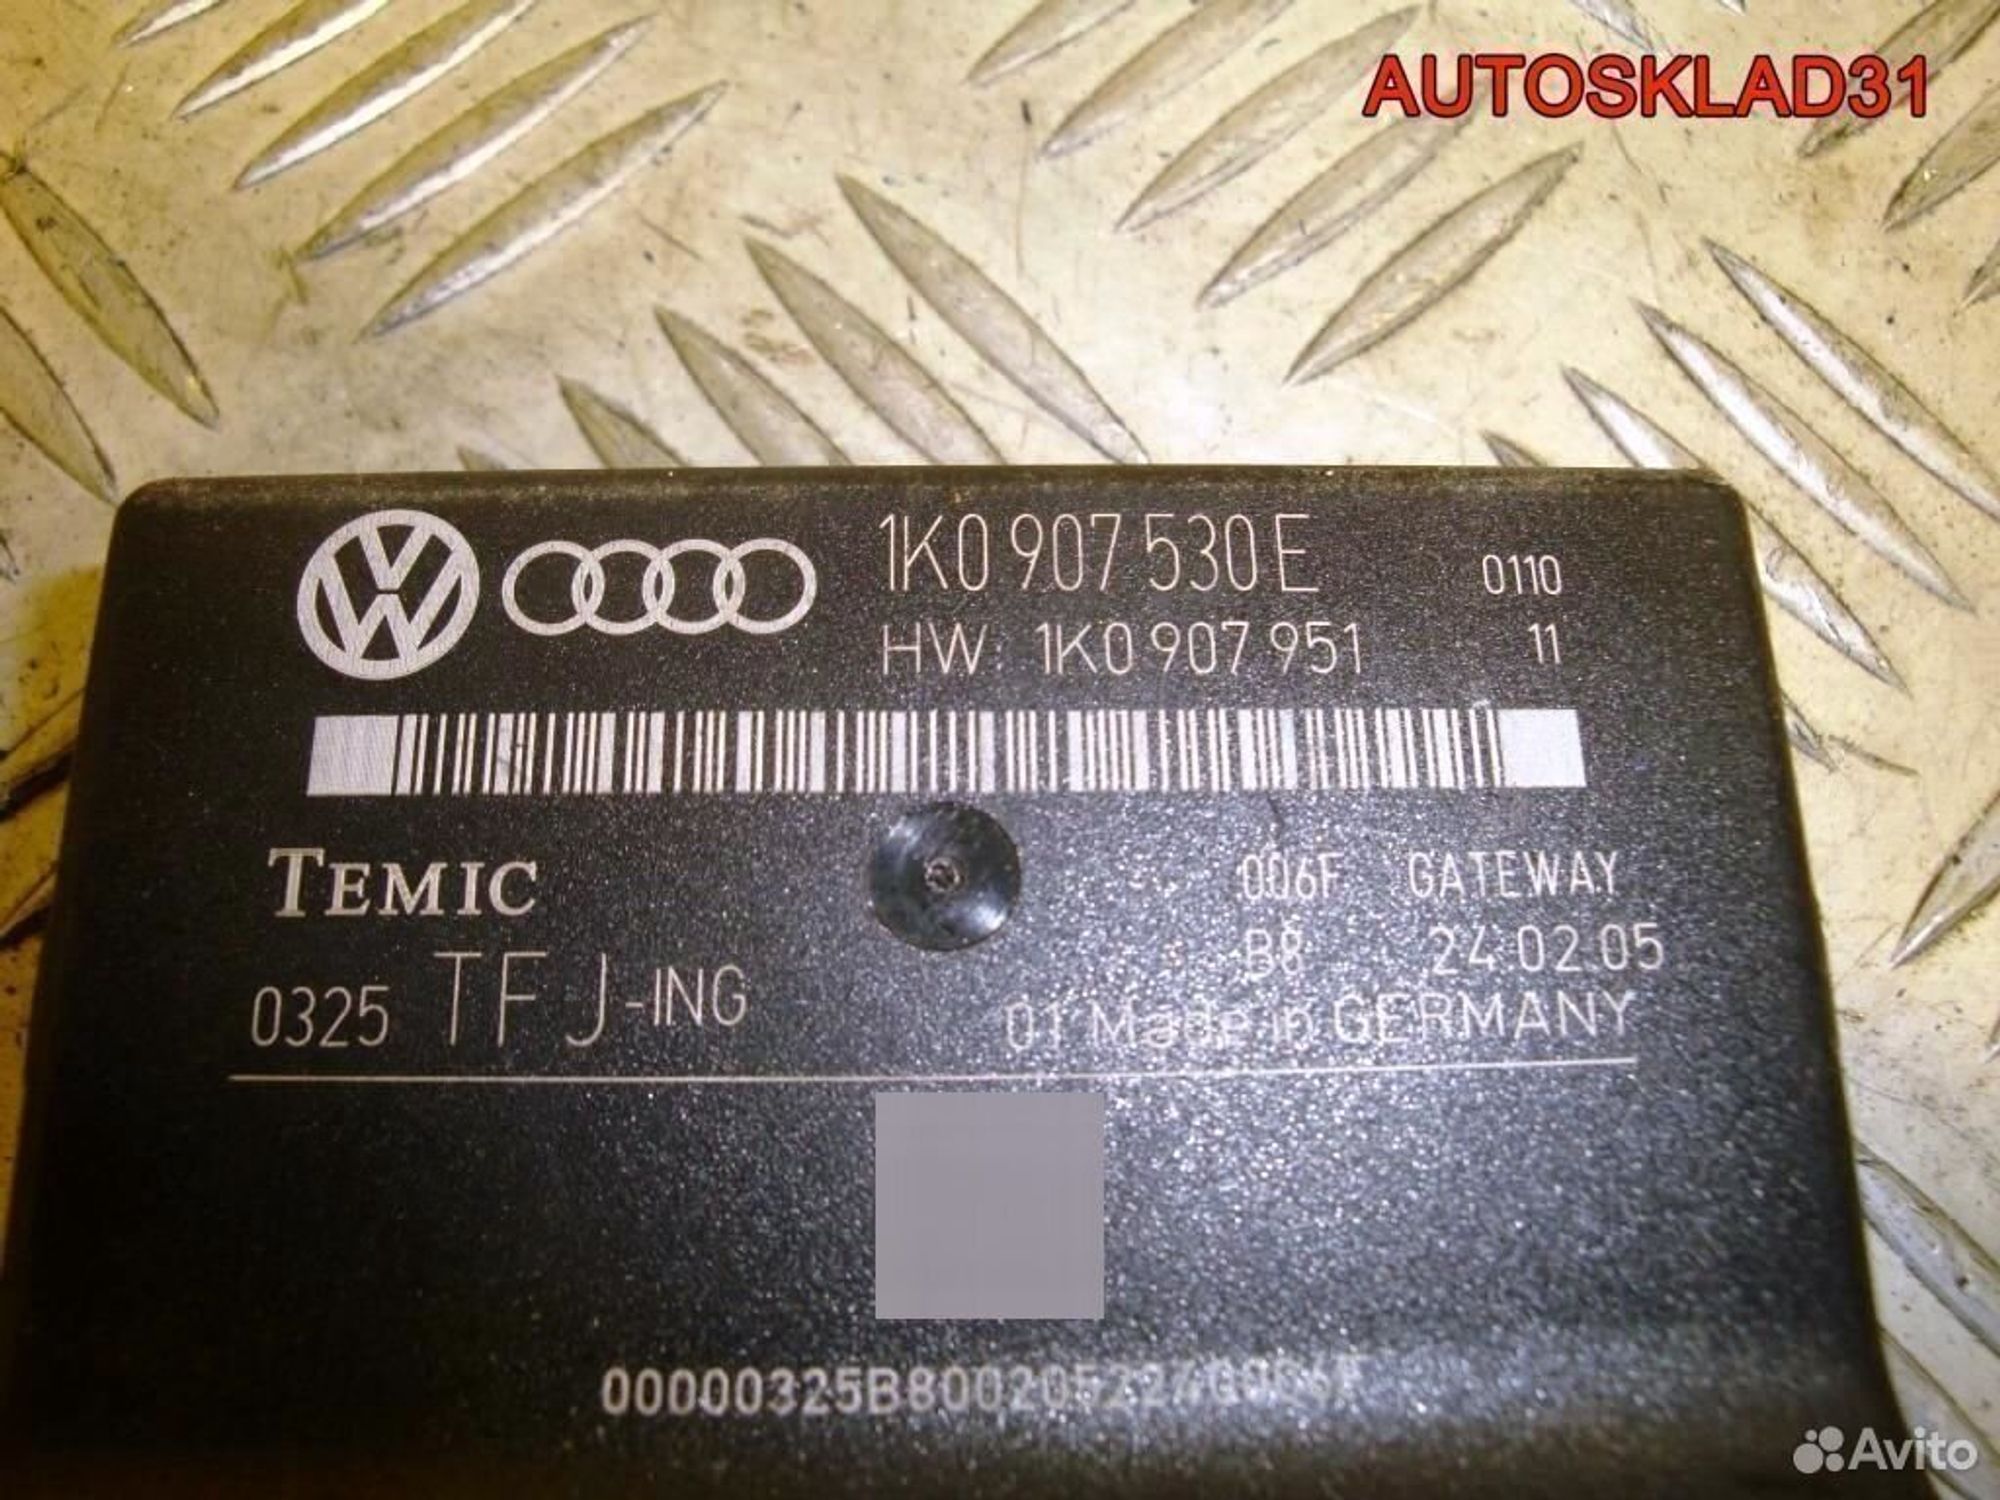 AUTOSKLAD31
1K0 907 530 E 0110
HW 1K0 907 951 11
TEMIC
006F GATEWAY
B8 24.02.05
0325 TFJ-ING
01 Made in GERMANY
Avito